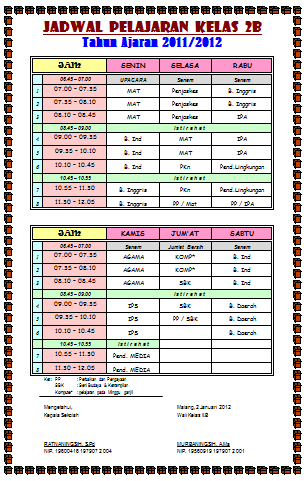 JADWAL PELAJARAN KELAS 2B
Tahun Ajaran 2011/2012
JAM SENIN SELASA RABU
06.45 – 07.00 UPACARA Senam Senam
1 07.00 – 07.35 MAT Penjaskes B. Inggris
2 07.35 – 08.10 MAT Penjaskes B. Inggris
3 08.10 – 08.45 MAT Penjaskes IPA
08.45 – 09.00 Istirahat
4 09.00 – 09.35 B. Ind MAT IPA
5 09.35 – 10.10 B. Ind MAT IPA
6 10.10 – 10.45 B. Ind PKn Pend.Lingkungan
10.45 – 10.55 Istirahat
7 10.55 – 11.30 B. Inggris PKn Pend.Lingkungan
8 11.30 – 12.05 B. Inggris PP / Mat PP / IPA
JAM KAMIS JUM'AT SABTU
06.45 – 07.00 Senam Jum'at Bersih Senam
1 07.00 – 07.35 AGAMA KOMP* B. Ind
2 07.35 – 08.10 AGAMA KOMP* B. Ind
3 08.10 – 08.45 AGAMA SBK B. Ind
08.45 – 09.00 Istirahat
4 09.00 – 09.35 IPS SBK B. Daerah
5 09.35 – 10.10 IPS PP / SBK B. Daerah
6 10.10 – 10.45 IPS B. Daerah
10.45 – 10.55 Istirahat
7 10.55 – 11.30 Pend. MEDIA
8 11.30 – 12.05 Pend. MEDIA
Ket : PP : Perbaikan dan Pengayaan
SBK : Seni Budaya & Ketrampilan
Komputer : pelajaran pada Minggu ganjil
Mengetahui, Malang, 2 Januari 2012
Kepala Sekolah Wali Kelas IIB
RATNANINGSIH, S.Pd MURBANINGSIH, AMa
NIP. 19600416 197907 2 004 NIP. 19560919 197907 2 001